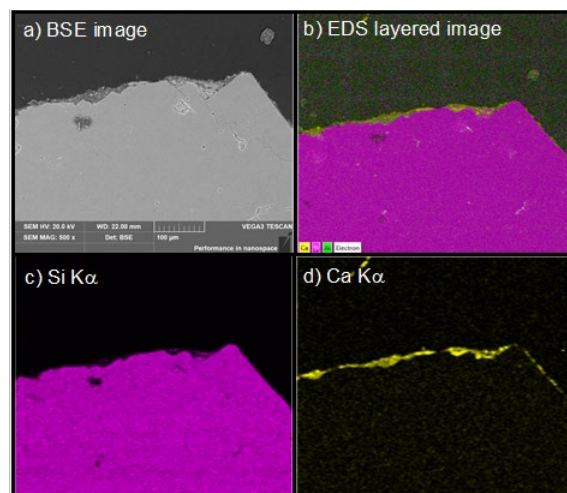 a) BSE image
b) EDS layered image
SEM HV: 20.0 kV
WD: 22.00 mm
VEGA3 TESCAN
SEM MAG: 500 x
Det: BSE
100 µm
Performance in nanospace
Ca
Si
Al
Electron
c) Si Kα
d) Ca Kα